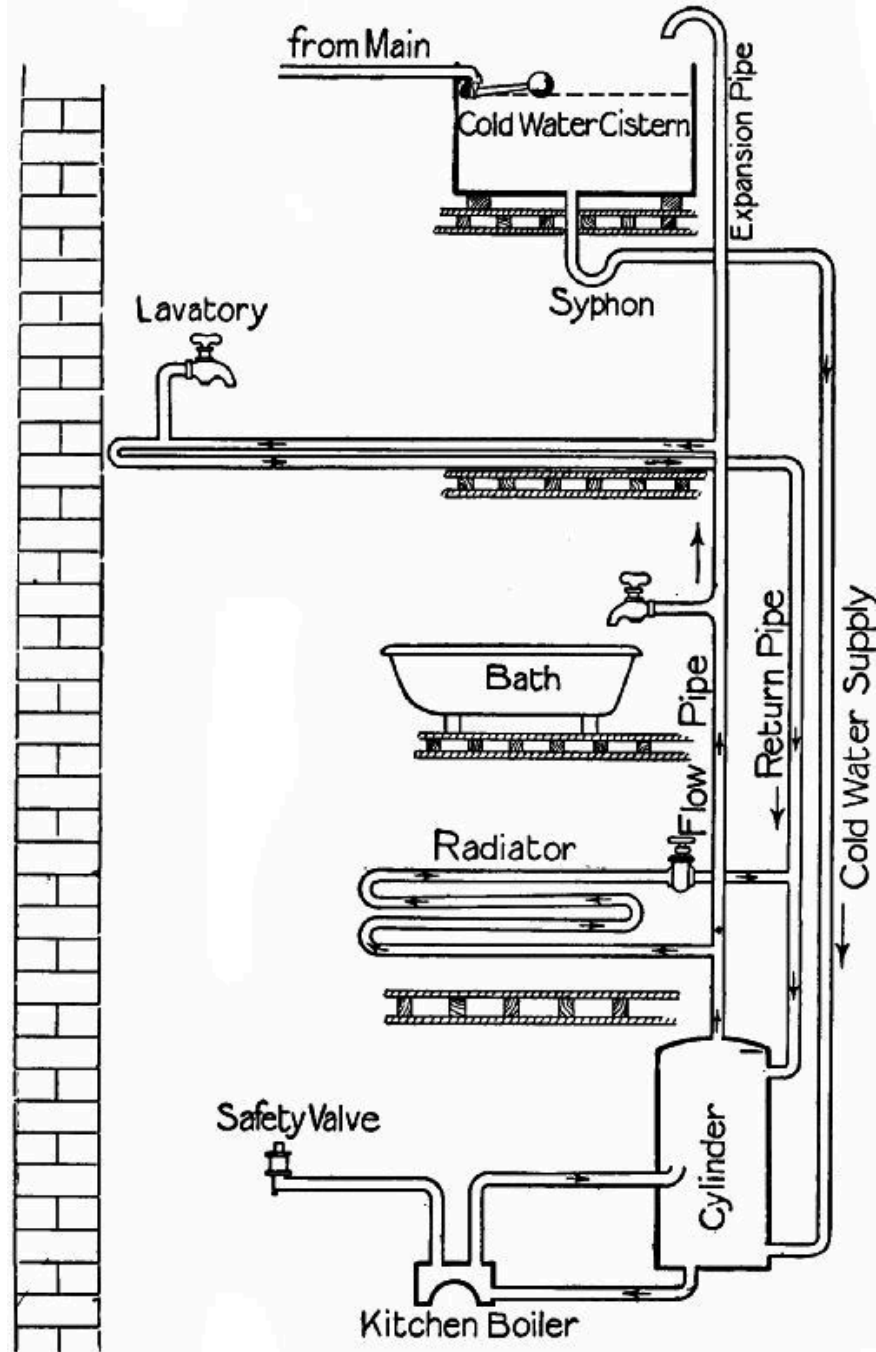 from Main
Cold Water Cistern
Expansion Pipe
Syphon
Lavatory
Bath
Flow Pipe
Return Pipe
Cold Water Supply
Radiator
Safety Valve
Cylinder
Kitchen Boiler